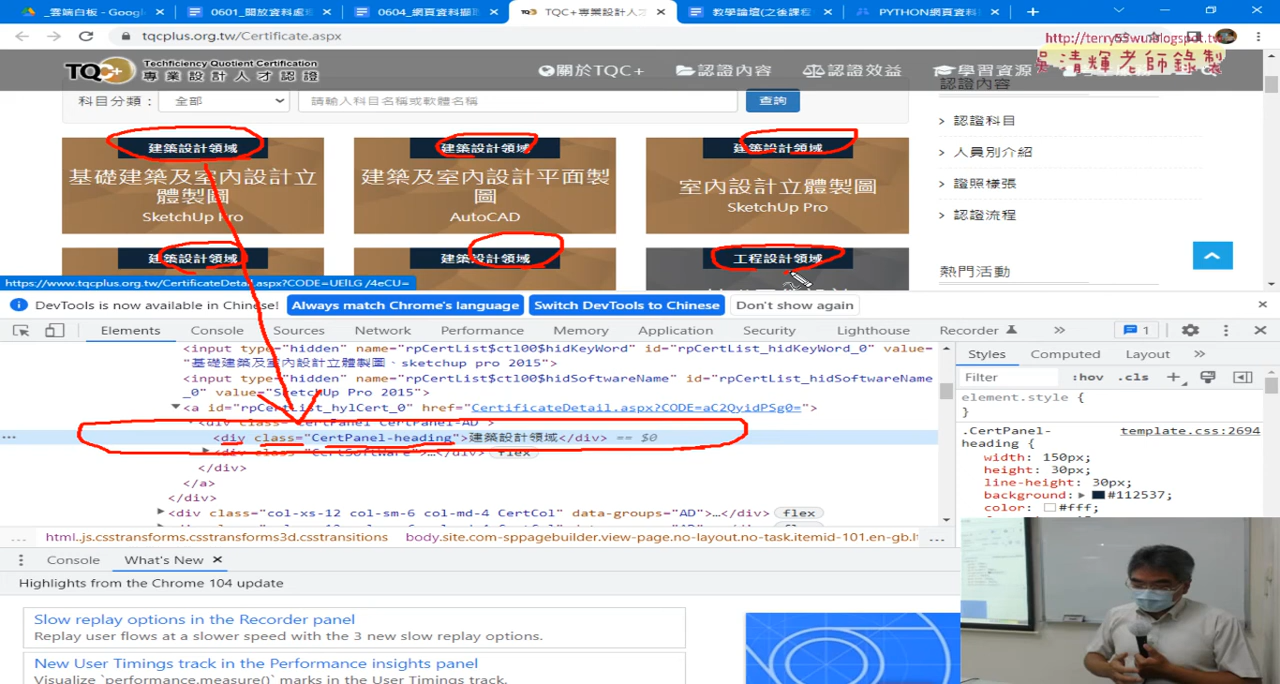 _雲端白板 - Googl
0601_開放資料處
0604_網頁資料擷
TQC+專業設計人才
教學論壇(之後課程
PYTHON網頁資料
tqcplus.org.tw/Certificate.aspx
http://terry55wu.blogspot.tw
吳清輝老師錄製
TQC+
Techficiency Quotient Certification
專業設計人才認證
關於TQC+
認證內容
認證效益
學習資源
科目分類 :
全部
請輸入科目名稱或軟體名稱
查詢
認證內容
> 認證科目
> 人員別介紹
> 證照樣張
> 認證流程
熱門活動
建築設計領域
基礎建築及室內設計立
體製圖
SketchUp Pro
建築設計領域
建築及室內設計平面製
圖
AutoCAD
建築設計領域
室內設計立體製圖
SketchUp Pro
建築設計領域
建築設計領域
工程設計領域
DevTools is now available in Chinese!
Always match Chrome's language
Switch DevTools to Chinese
Don't show again
Elements
Console
Sources
Network
Performance
Memory
Application
Security
Lighthouse
Recorder
1
<input type="hidden" name="rpCertList$ctl00$hidKeyWord" id="rpCertList_hidKeyWord_0" value=
"基礎建築及室內設計立體製圖、sketchup pro 2015">
<input type="hidden" name="rpCertList$ctl00$hidSoftwareName" id="rpCertList_hidSoftwareName
_0" value="SketchUp Pro 2015">
<a id="rpCertList_hylCert_0" href="CertificateDetail.aspx?CODE=aC2QyidPSg0=">
<div class="CertPanel CertPanel-AD">
<div class="CertPanel-heading">建築設計領域</div> == $0
<div class="CertSoftware">…</div> flex
</div>
</a>
</div>
<div class="col-xs-12 col-sm-6 col-md-4 CertCol" data-groups="AD">…</div> flex
html..js.csstransforms.csstransforms3d.csstransitions
body.site.com-sppagebuilder.view-page.no-layout.no-task.itemid-101.en-gb.lt
...
Styles
Computed
Layout
Filter
:hov .cls
element.style {
}
.CertPanel-
heading {
template.css:2694
width: 150px;
height: 30px;
line-height: 30px;
background: #112537;
color: #fff;
Console
What's New
Highlights from the Chrome 104 update
Slow replay options in the Recorder panel
Replay user flows at a slower speed with the 3 new slow replay options.
New User Timings track in the Performance insights panel
Visualize `performance.measure()` marks in the User Timings track.